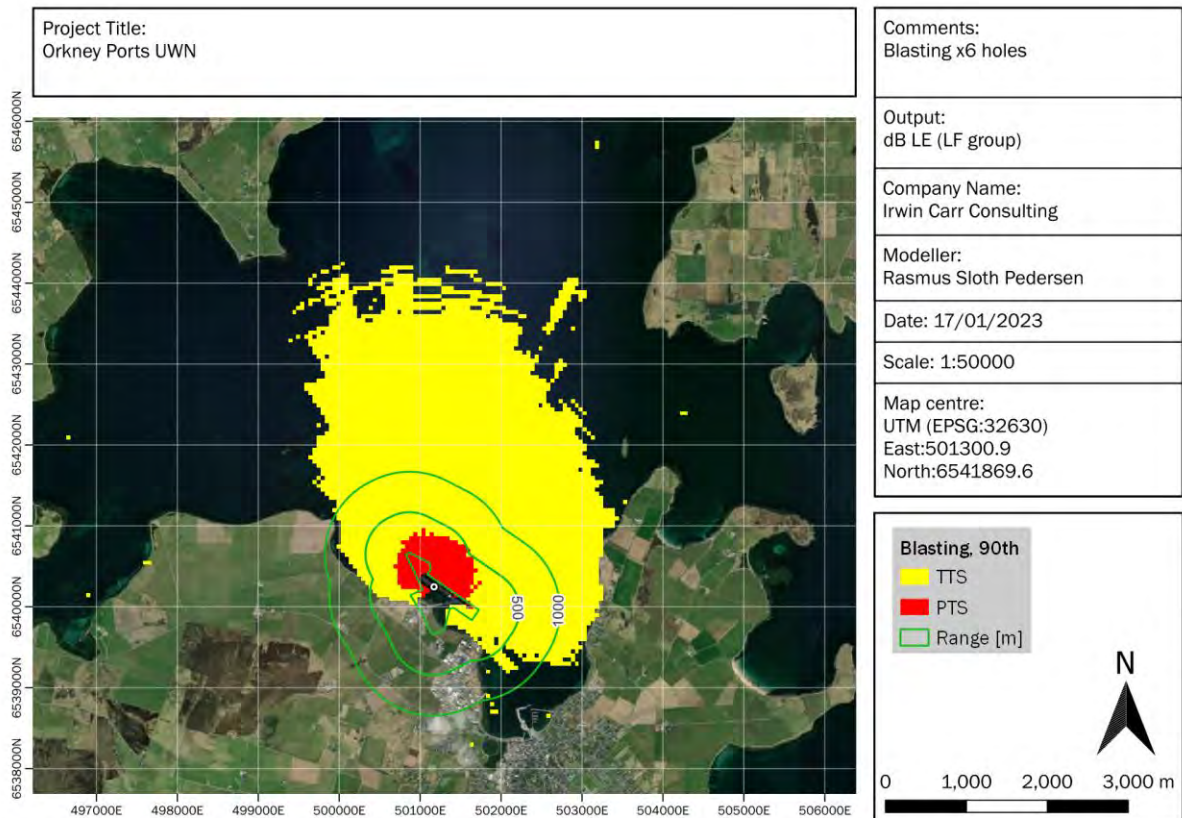 Project Title:
Orkney Ports UWN
Comments:
Blasting x6 holes
Output:
dB LE (LF group)
Company Name:
Irwin Carr Consulting
Modeller:
Rasmus Sloth Pedersen
Date: 17/01/2023
Scale: 1:50000
Map centre:
UTM (EPSG:32630)
East:501300.9
North:6541869.6
6546000N
6545000N
6544000N
6543000N
6542000N
6541000N
6540000N
6539000N
6538000N
500
1000
497000E
498000E
499000E
500000E
501000E
502000E
503000E
504000E
505000E
506000E
Blasting, 90th
TTS
PTS
Range [m]
N
0 1,000 2,000 3,000 m